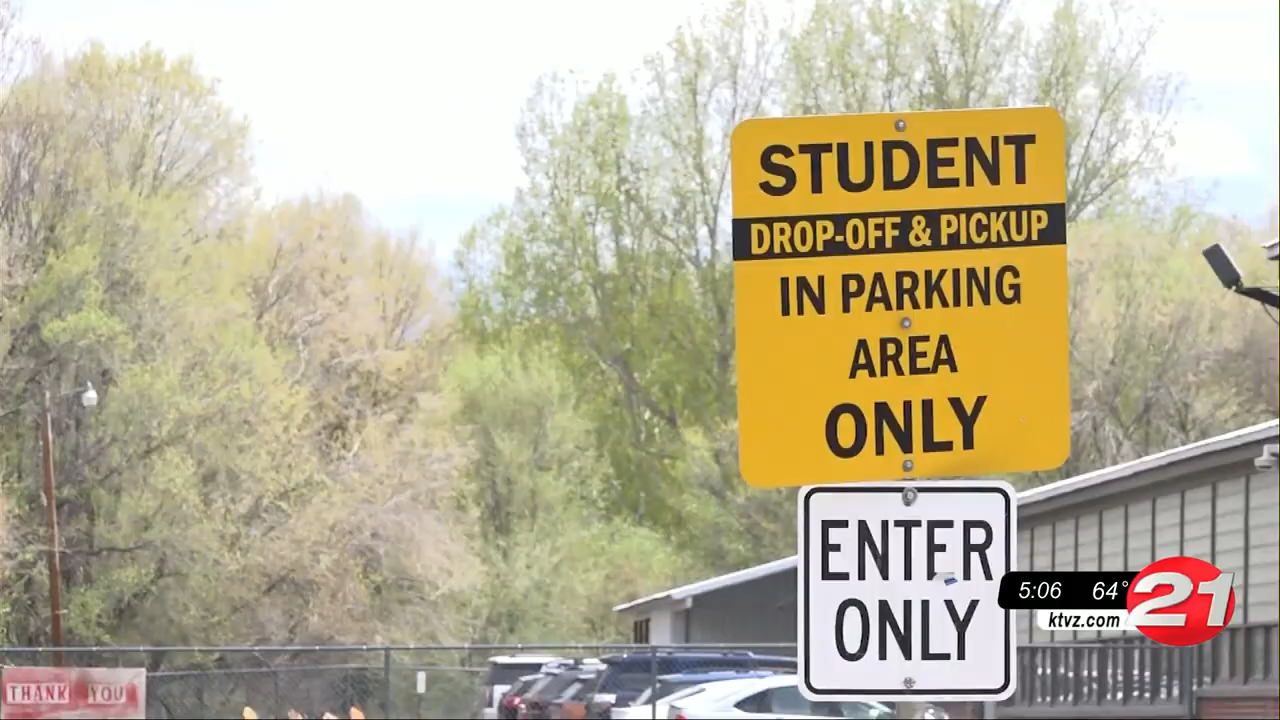 STUDENT
DROP-OFF & PICKUP
IN PARKING
AREA
ONLY
ENTER
ONLY
5:06 64°
21
ktvz.com
THANK YOU